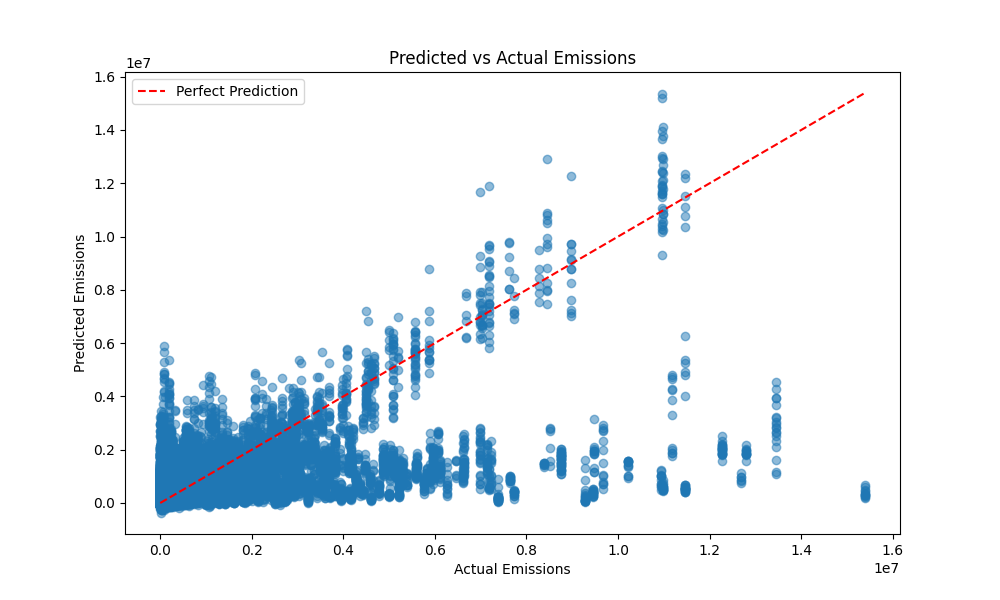 Predicted vs Actual Emissions
1e7
Perfect Prediction
1.6
1.4
1.2
1.0
0.8
0.6
0.4
0.2
0.0
Predicted Emissions
0.0 0.2 0.4 0.6 0.8 1.0 1.2 1.4 1.6
Actual Emissions
1e7